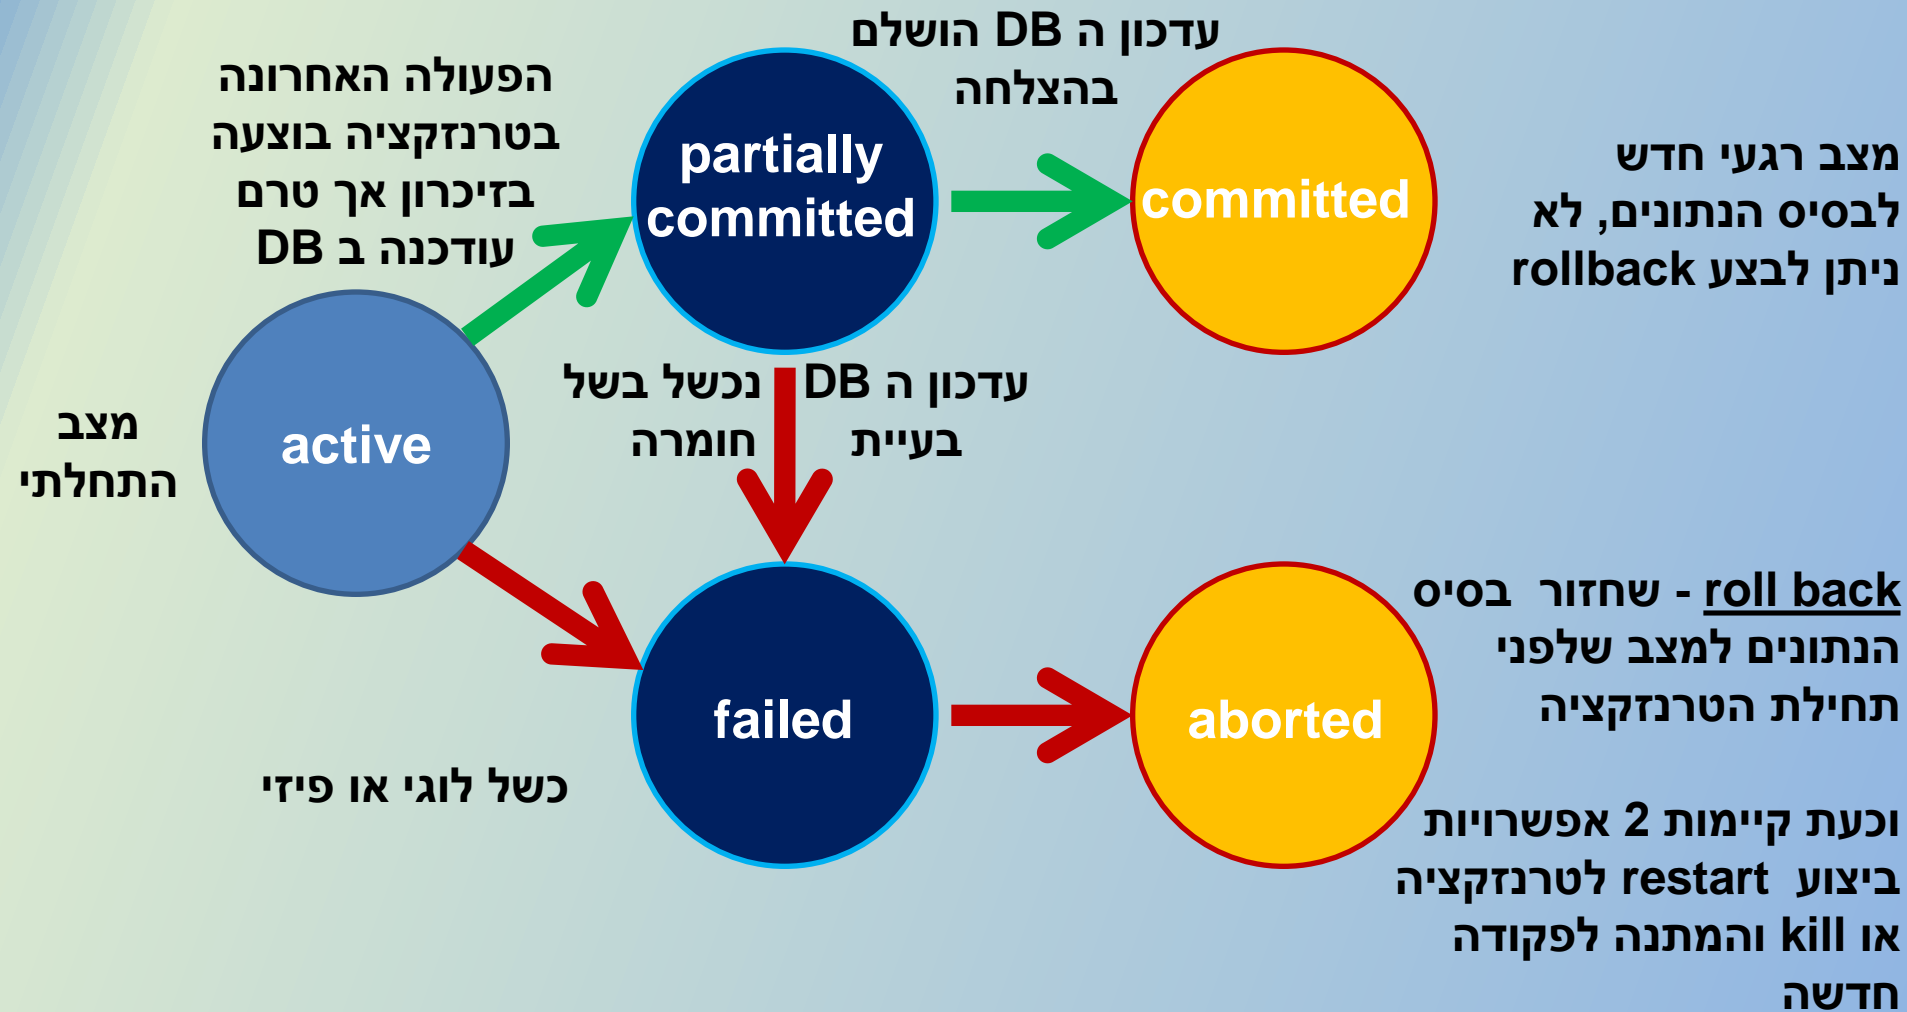 עדכון ה DB הושלם
בהצלחה
הפעולה האחרונה
בטרנזקציה בוצעה
בזיכרון אך טרם
עודכנה ב DB
partially
committed
committed
מצב רגעי חדש
לבסיס הנתונים, לא
ניתן לבצע rollback
עדכון ה DB נכשל בשל
בעיית חומרה
מצב
התחלתי
active
failed
aborted
roll back - שחזור בסיס
הנתונים למצב שלפני
תחילת הטרנזקציה
כשל לוגי או פיזי
וכעת קיימות 2 אפשרויות
ביצוע restart לטרנזקציה
או kill והמתנה לפקודה
חדשה